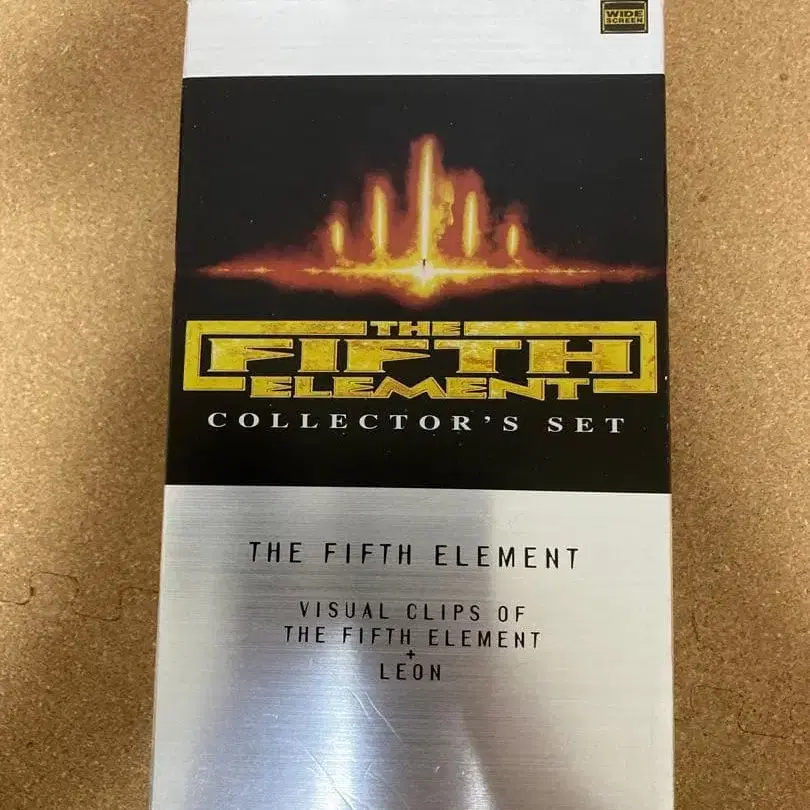 WIDE
SCREEN
THE
FIFTH
ELEMENT
COLLECTOR'S SET
THE FIFTH ELEMENT
VISUAL CLIPS OF
THE FIFTH ELEMENT
+
LEON